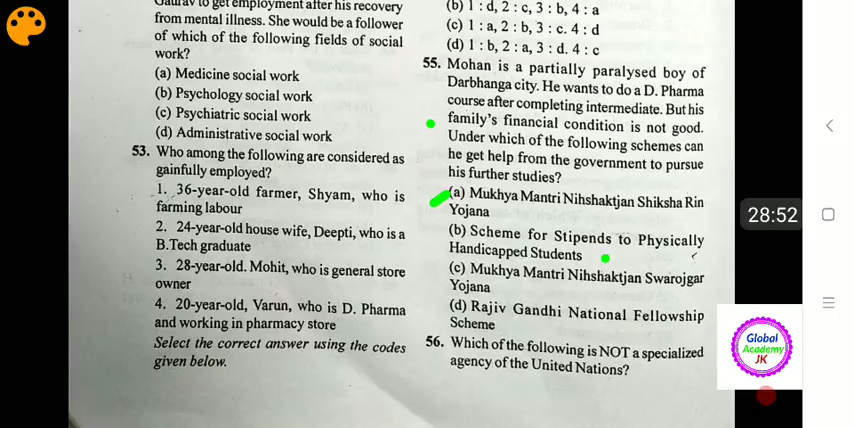 Gaurav to get employment after his recovery
from mental illness. She would be a follower
of which of the following fields of social
work?
(a) Medicine social work
(b) Psychology social work
(c) Psychiatric social work
(d) Administrative social work
53. Who among the following are considered as
gainfully employed?
1. 36-year-old farmer, Shyam, who is
farming labour
2. 24-year-old house wife, Deepti, who is a
B.Tech graduate
3. 28-year-old. Mohit, who is general store
owner
4. 20-year-old, Varun, who is D. Pharma
and working in pharmacy store
Select the correct answer using the codes
given below.
(b) 1 : d, 2 : c, 3 : b, 4 : a
(c) 1 : a, 2 : b, 3 : c. 4 : d
(d) 1 : b, 2 : a, 3 : d. 4 : c
55. Mohan is a partially paralysed boy of
Darbhanga city. He wants to do a D. Pharma
course after completing intermediate. But his
family's financial condition is not good.
Under which of the following schemes can
he get help from the government to pursue
his further studies?
(a) Mukhya Mantri Nihshaktjan Shiksha Rin
Yojana
(b) Scheme for Stipends to Physically
Handicapped Students
(c) Mukhya Mantri Nihshaktjan Swarojgar
Yojana
(d) Rajiv Gandhi National Fellowship
Scheme
56. Which of the following is NOT a specialized
agency of the United Nations?
28:52
Global
Academy
JK